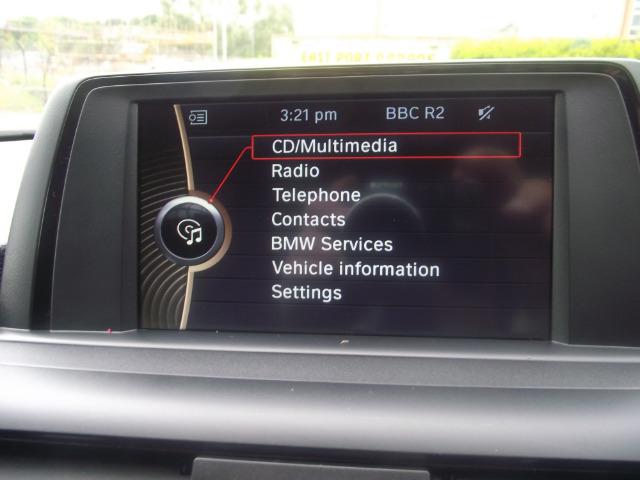 3:21 pm BBC R2
CD/Multimedia
Radio
Telephone
Contacts
BMW Services
Vehicle information
Settings